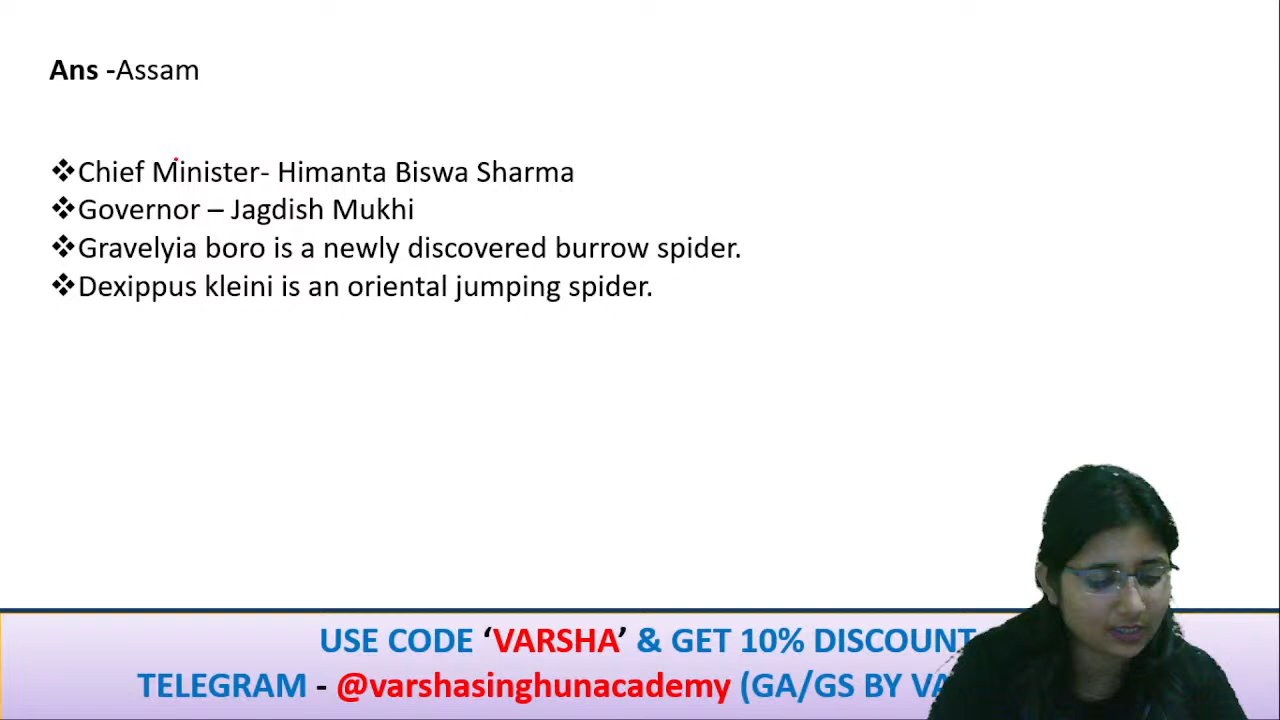 Ans -Assam
❖Chief Minister- Himanta Biswa Sharma
❖Governor – Jagdish Mukhi
❖Gravelyia boro is a newly discovered burrow spider.
❖Dexippus kleini is an oriental jumping spider.
USE CODE ‘VARSHA’ & GET 10% DISCOUNT
TELEGRAM - @varshasinghunacademy (GA/GS BY